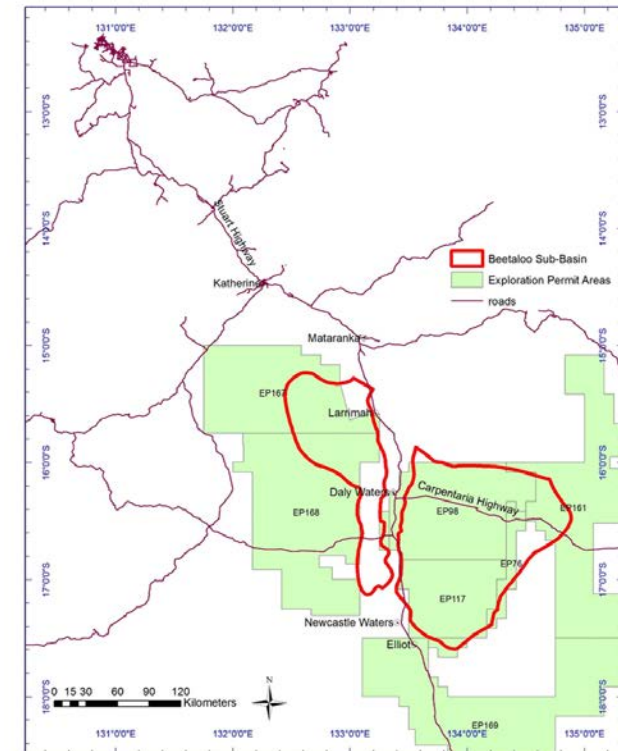 131°0'0"E 132°0'0"E 133°0'0"E 134°0'0"E 135°0'0"E
13°0'0"S 13°0'0"S
14°0'0"S 14°0'0"S
Stuart Highway
Beetaloo Sub-Basin
Katherine
Exploration Permit Areas
roads
Mataranka
15°0'0"S 15°0'0"S
EP167
Larrimah
16°0'0"S 16°0'0"S
Daly Waters
Carpentaria Highway
EP168
EP98
EP161
EP76
17°0'0"S 17°0'0"S
EP117
Newcastle Waters
Elliot
18°0'0"S 18°0'0"S
N
0 15 30 60 90 120
Kilometers
EP169
131°0'0"E 132°0'0"E 133°0'0"E 134°0'0"E 135°0'0"E